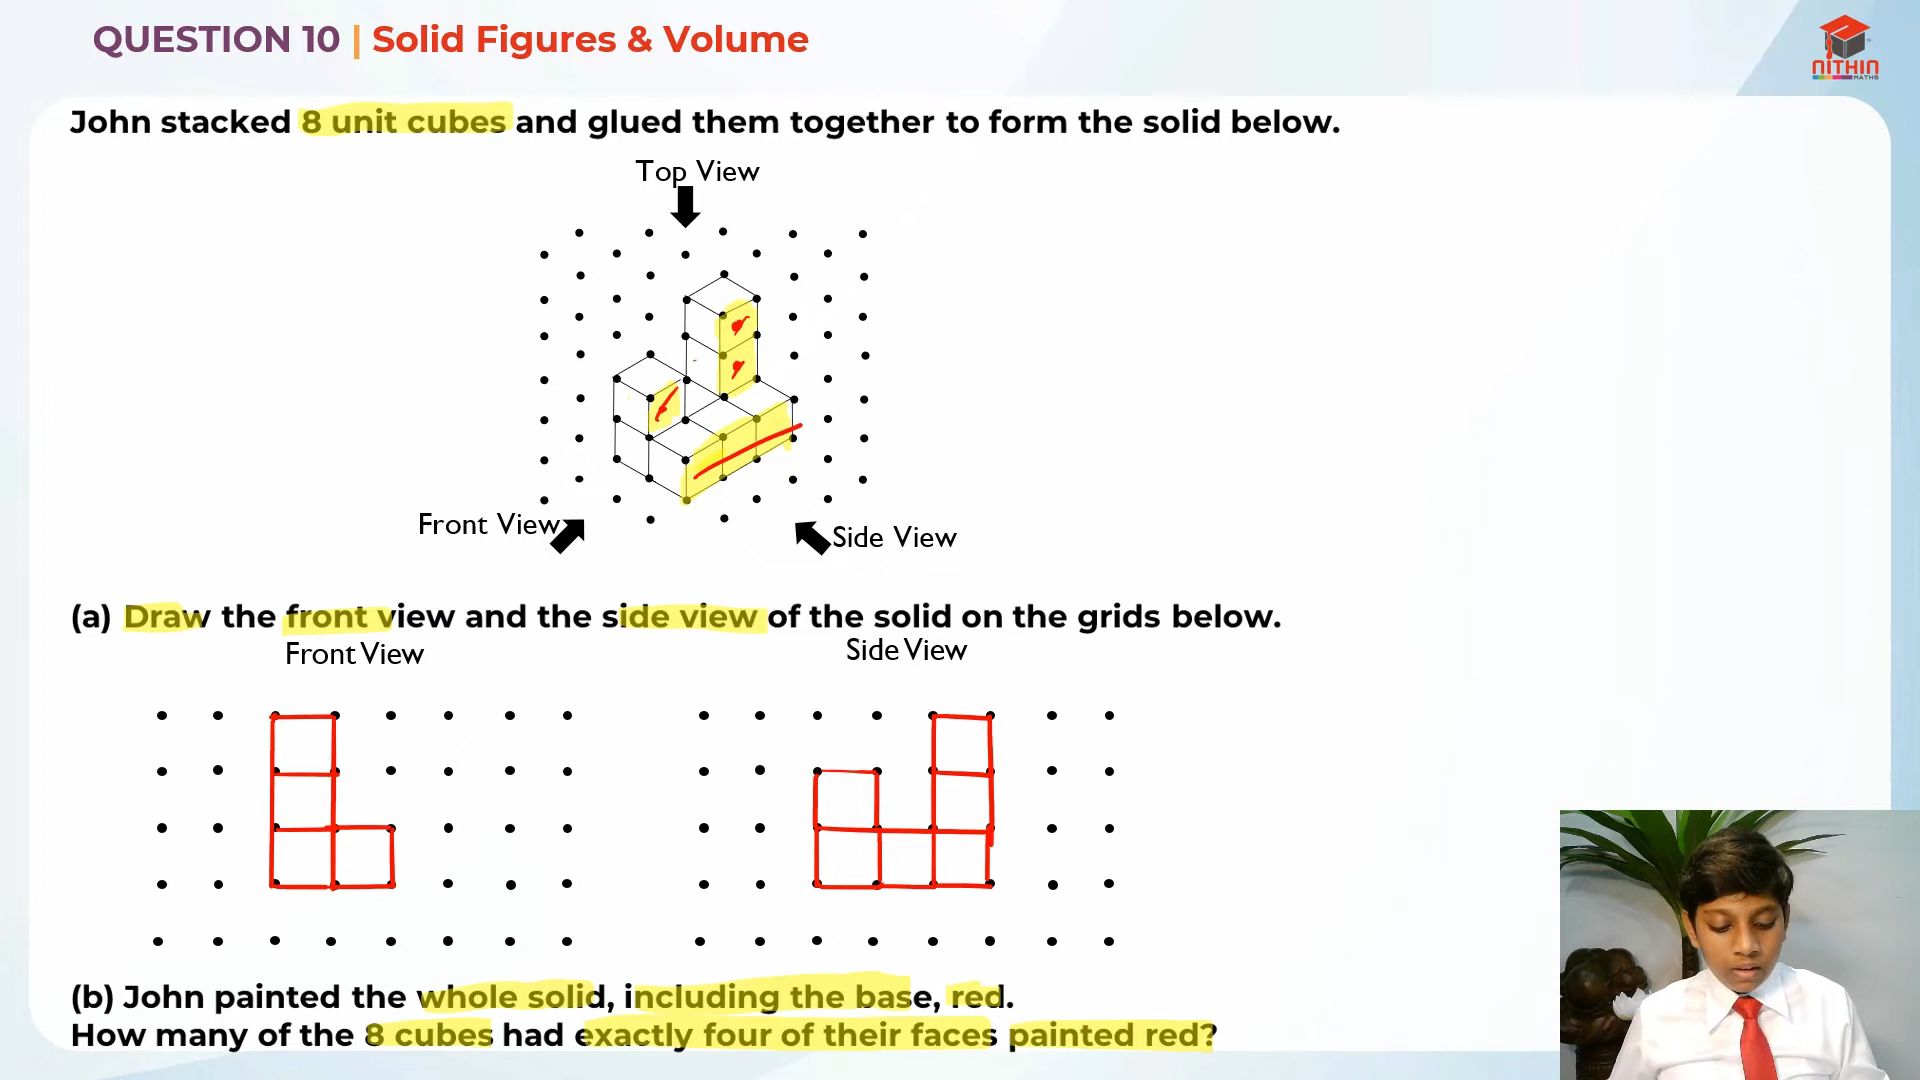 QUESTION 10 | Solid Figures & Volume
NITHIN
MATHS
John stacked 8 unit cubes and glued them together to form the solid below.
Top View
Front View
Side View
(a) Draw the front view and the side view of the solid on the grids below.
Front View
Side View
(b) John painted the whole solid, including the base, red.
How many of the 8 cubes had exactly four of their faces painted red?